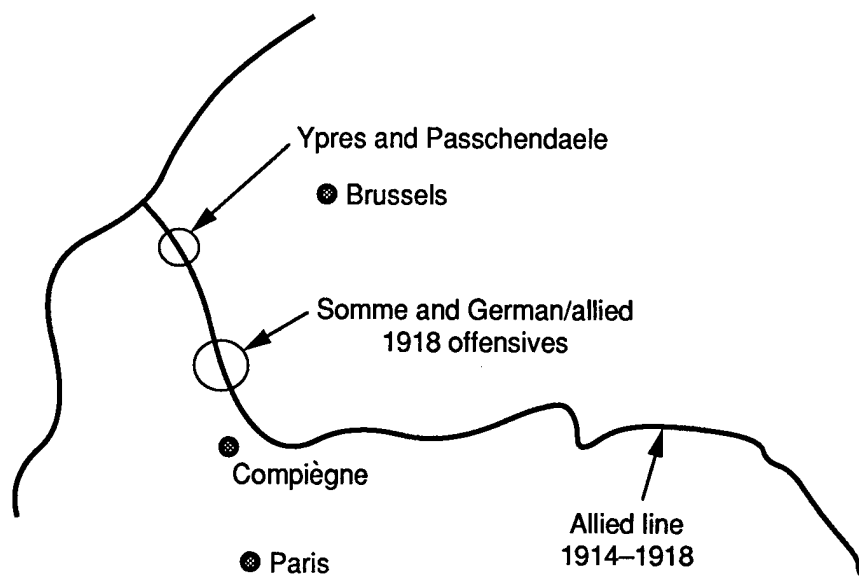 Ypres and Passchendaele
Brussels
Somme and German/allied
1918 offensives
Compiègne
Allied line
1914–1918
Paris